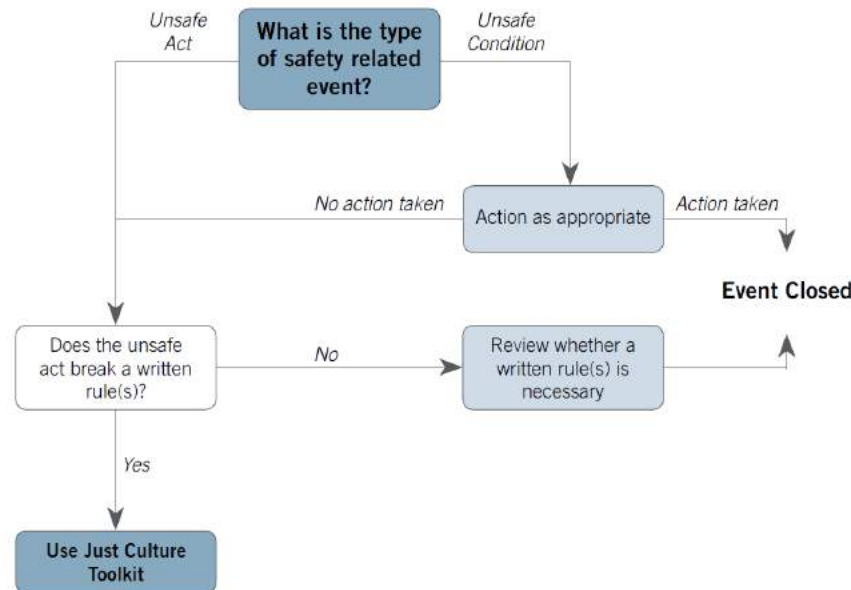 Unsafe
Act
What is the type
of safety related
event?
Unsafe
Condition
No action taken
Action as appropriate
Action taken
Event Closed
Does the unsafe
act break a written
rule(s)?
No
Review whether a
written rule(s) is
necessary
Yes
Use Just Culture
Toolkit